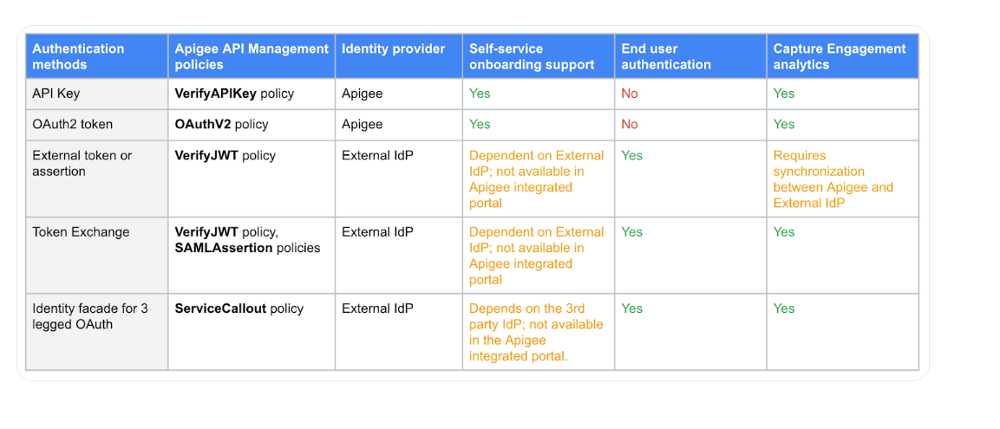 Authentication methods
Apigee API Management policies
Identity provider
Self-service onboarding support
End user authentication
Capture Engagement analytics
API Key
VerifyAPIKey policy
Apigee
Yes
No
Yes
OAuth2 token
OAuthV2 policy
Apigee
Yes
No
Yes
External token or
assertion
VerifyJWT policy
External IdP
Dependent on External
IdP; not available in
Apigee integrated
portal
Yes
Requires
synchronization
between Apigee and
External IdP
Token Exchange
VerifyJWT policy,
SAMLAssertion policies
External IdP
Dependent on External
IdP; not available in
Apigee integrated
portal
Yes
Yes
Identity facade for 3
legged OAuth
ServiceCallout policy
External IdP
Depends on the 3rd
party IdP; not available
in the Apigee
integrated portal.
Yes
Yes